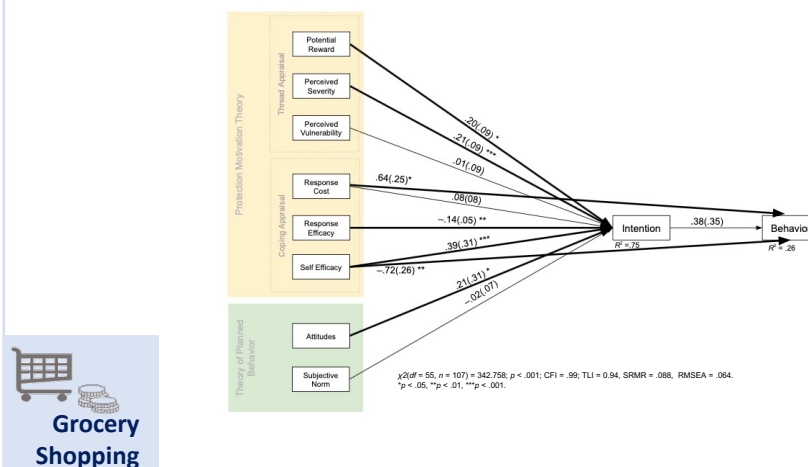 Protection Motivation Theory
Thread Appraisal
Potential
Reward
Perceived
Severity
Perceived
Vulnerability
Coping Appraisal
Response
Cost
Response
Efficacy
Self Efficacy
.20(.09) *
.21(.09) ***
.01(.09)
.64(.25)*
.08(08)
–.14(.05) **
.39(.31) ***
–.72(.26) **
.21(.31) *
–.02(.07)
Intention
R² =.75
.38(.35)
Behavior
R² = .26
Theory of Planned
Behavior
Attitudes
Subjective
Norm
χ2(df = 55, n = 107) = 342.758; p < .001; CFI = .99; TLI = 0.94, SRMR = .088, RMSEA = .064.
*p < .05, **p < .01, ***p < .001.
Grocery
Shopping